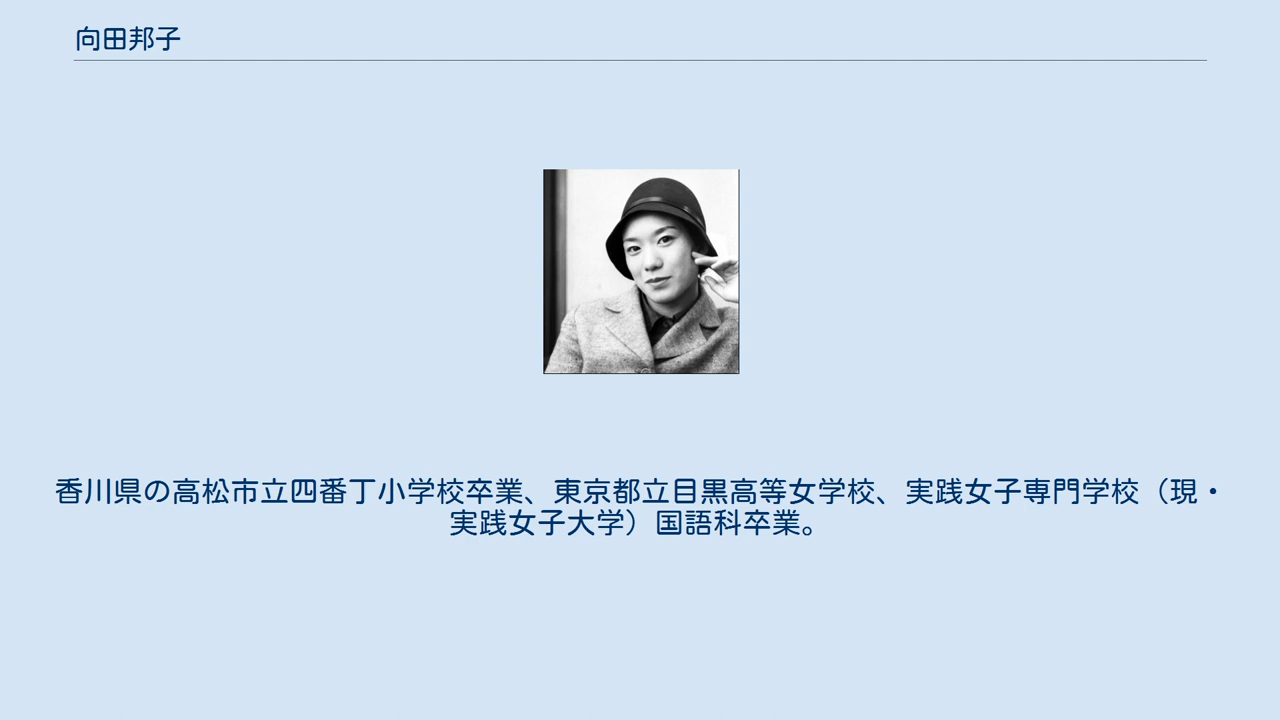 向田邦子
香川県の高松市立四番丁小学校卒業、東京都立目黒高等女学校、実践女子専門学校（現・
実践女子大学）国語科卒業。